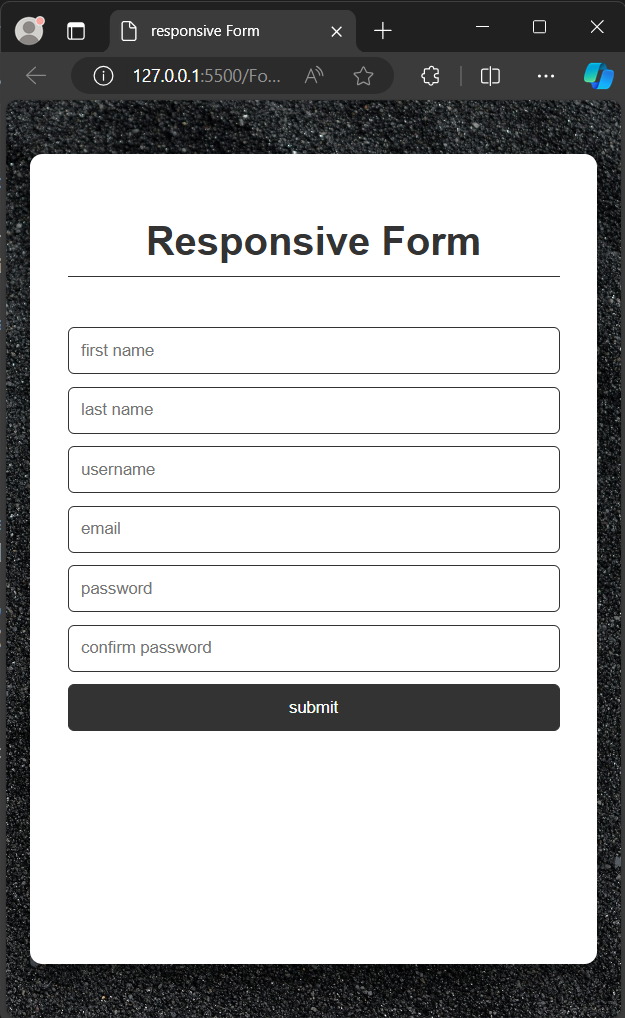 responsive Form
127.0.0.1:5500/Fo...
Responsive Form
first name
last name
username
email
password
confirm password
submit